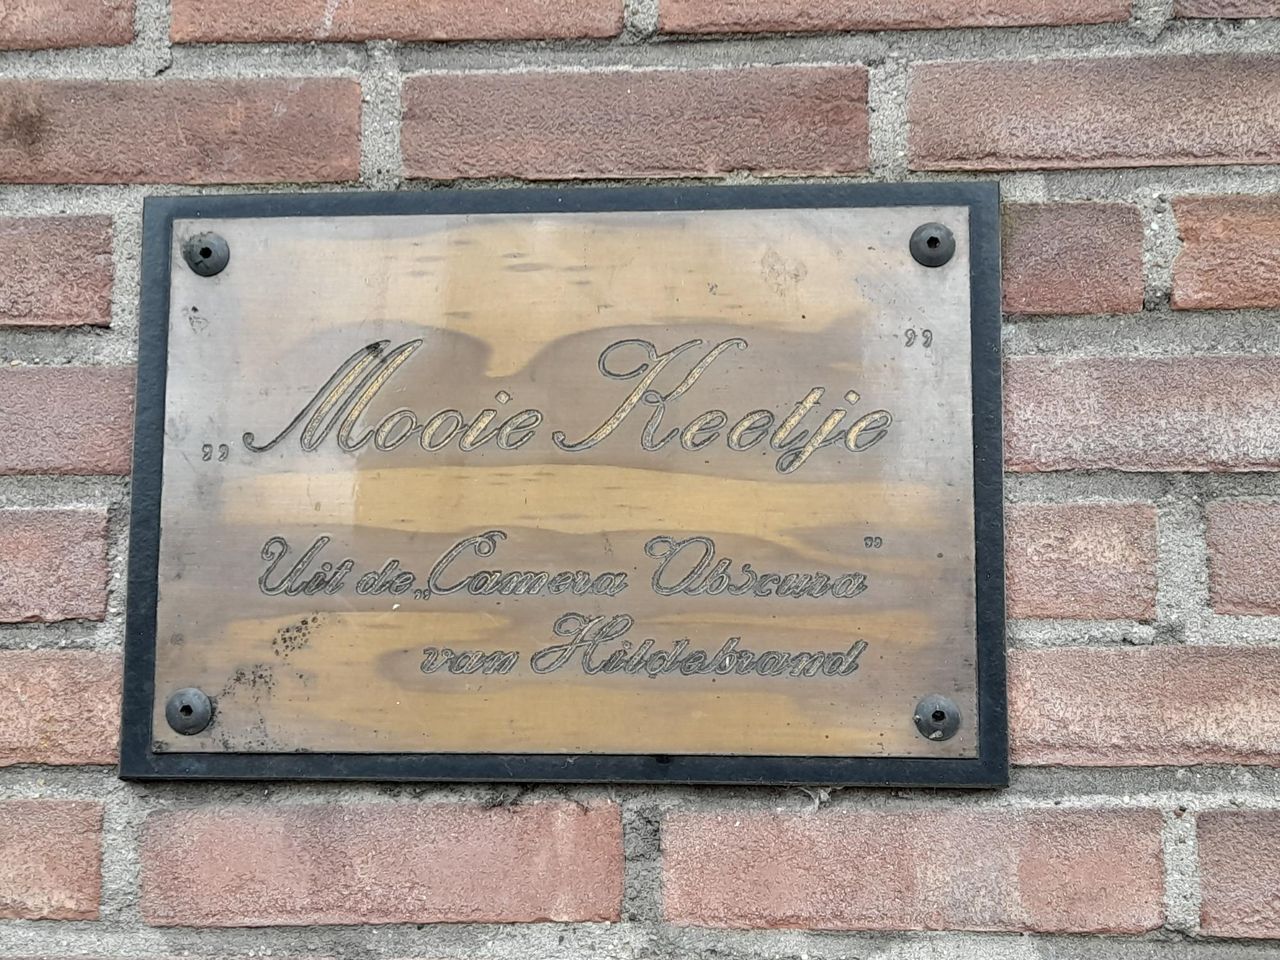 „Mooie Keetje”
Uit de „Camera Obscura”
van Hildebrand